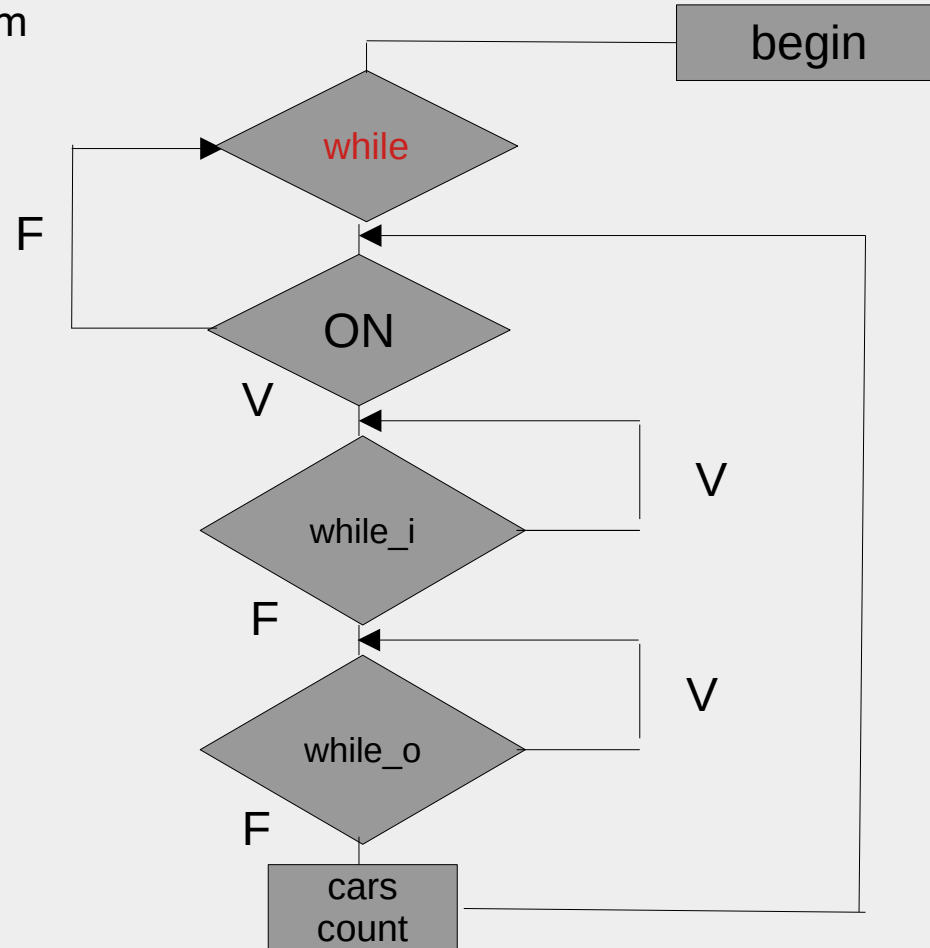 m
begin
while
F
ON
V
while_i
V
F
while_o
V
F
cars
count